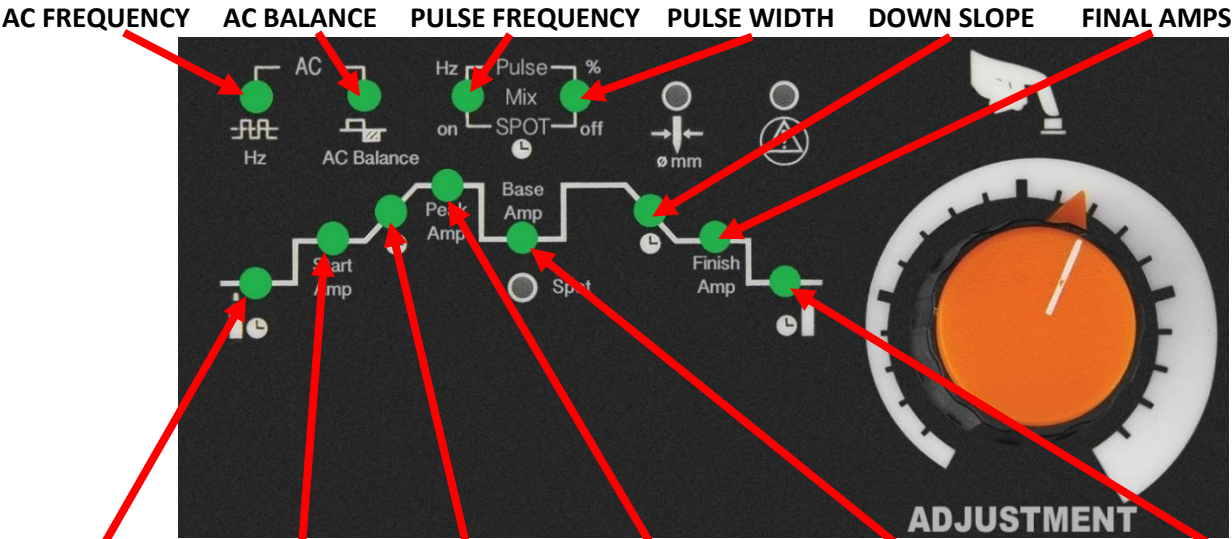 AC FREQUENCY AC BALANCE PULSE FREQUENCY PULSE WIDTH DOWN SLOPE FINAL AMPS
AC
Hz Pulse %
Mix
on SPOT off
Hz
AC Balance
ø mm
Base
Amp
Peak
Amp
Start
Amp
Spot
Finish
Amp
ADJUSTMENT